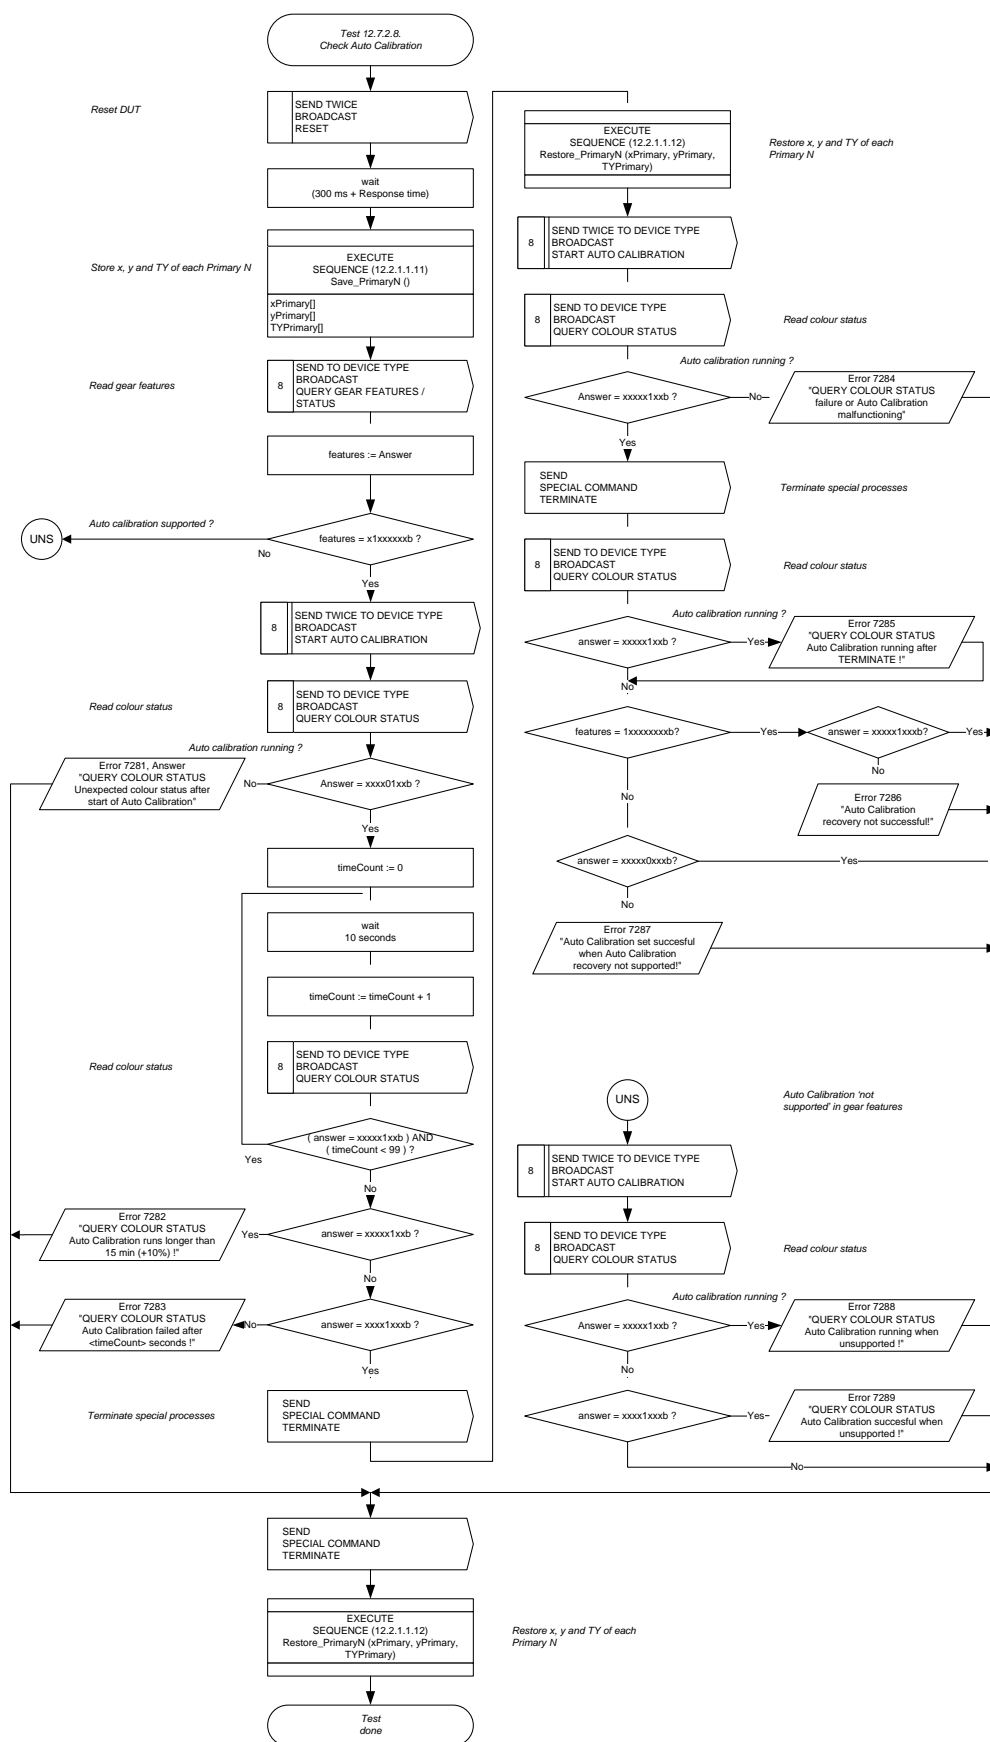 Test 12.7.2.8.
Check Auto Calibration
Reset DUT
SEND TWICE
BROADCAST
RESET
wait
(300 ms + Response time)
Store x, y and TY of each Primary N
EXECUTE
SEQUENCE (12.2.1.1.11)
Save_PrimaryN ()
xPrimary[]
yPrimary[]
TYPrimary[]
Read gear features
8
SEND TO DEVICE TYPE
BROADCAST
QUERY GEAR FEATURES /
STATUS
features := Answer
Auto calibration supported ?
UNS
features = x1xxxxxxb ?
No
Yes
8
SEND TWICE TO DEVICE TYPE
BROADCAST
START AUTO CALIBRATION
Read colour status
8
SEND TO DEVICE TYPE
BROADCAST
QUERY COLOUR STATUS
Auto calibration running ?
Error 7281, Answer
"QUERY COLOUR STATUS
Unexpected colour status after
start of Auto Calibration"
No
Answer = xxxx01xxb ?
Yes
timeCount := 0
wait
10 seconds
timeCount := timeCount + 1
Read colour status
8
SEND TO DEVICE TYPE
BROADCAST
QUERY COLOUR STATUS
( answer = xxxxx1xxb ) AND
( timeCount < 99 ) ?
Yes
No
Error 7282
"QUERY COLOUR STATUS
Auto Calibration runs longer than
15 min (+10%) !"
Yes
answer = xxxxx1xxb ?
No
Error 7283
"QUERY COLOUR STATUS
Auto Calibration failed after
<timeCount> seconds !"
No
answer = xxxx1xxxb ?
Yes
Terminate special processes
SEND
SPECIAL COMMAND
TERMINATE
SEND
SPECIAL COMMAND
TERMINATE
EXECUTE
SEQUENCE (12.2.1.1.12)
Restore_PrimaryN (xPrimary, yPrimary,
TYPrimary)
Restore x, y and TY of each
Primary N
Test
done
EXECUTE
SEQUENCE (12.2.1.1.12)
Restore_PrimaryN (xPrimary, yPrimary,
TYPrimary)
Restore x, y and TY of each
Primary N
8
SEND TWICE TO DEVICE TYPE
BROADCAST
START AUTO CALIBRATION
8
SEND TO DEVICE TYPE
BROADCAST
QUERY COLOUR STATUS
Read colour status
Auto calibration running ?
Answer = xxxxx1xxb ?
No
Error 7284
"QUERY COLOUR STATUS
failure or Auto Calibration
malfunctioning"
Yes
SEND
SPECIAL COMMAND
TERMINATE
Terminate special processes
8
SEND TO DEVICE TYPE
BROADCAST
QUERY COLOUR STATUS
Read colour status
Auto calibration running ?
answer = xxxxx1xxb ?
Yes
Error 7285
"QUERY COLOUR STATUS
Auto Calibration running after
TERMINATE !"
No
features = 1xxxxxxxxb?
Yes
answer = xxxxx1xxxb?
Yes
No
No
Error 7286
"Auto Calibration
recovery not successful!"
answer = xxxxx0xxxb?
Yes
No
Error 7287
"Auto Calibration set succesful
when Auto Calibration
recovery not supported!"
UNS
Auto Calibration 'not
supported' in gear features
8
SEND TWICE TO DEVICE TYPE
BROADCAST
START AUTO CALIBRATION
8
SEND TO DEVICE TYPE
BROADCAST
QUERY COLOUR STATUS
Read colour status
Auto calibration running ?
Answer = xxxxx1xxb ?
Yes
Error 7288
"QUERY COLOUR STATUS
Auto Calibration running when
unsupported !"
No
answer = xxxx1xxxb ?
Yes
Error 7289
"QUERY COLOUR STATUS
Auto Calibration succesful when
unsupported !"
No